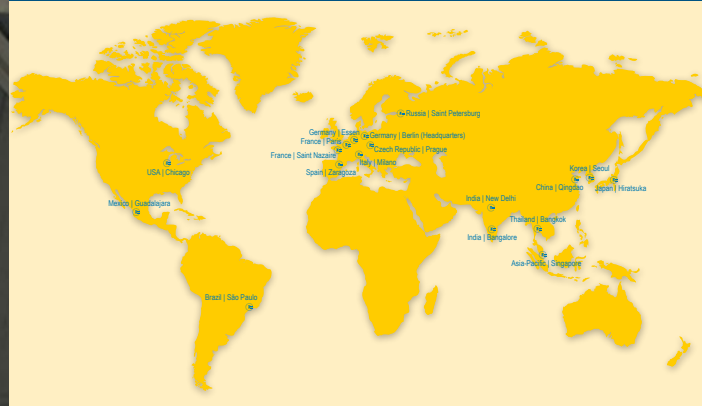 Russia | Saint Petersburg
Germany | Essen
Germany | Berlin (Headquarters)
France | Paris
Czech Republic | Prague
France | Saint Nazaire
Italy | Milano
USA | Chicago
Spain | Zaragoza
Korea | Seoul
China | Qingdao
Japan | Hiratsuka
Mexico | Guadalajara
India | New Delhi
Thailand | Bangkok
India | Bangalore
Asia-Pacific | Singapore
Brazil | São Paulo